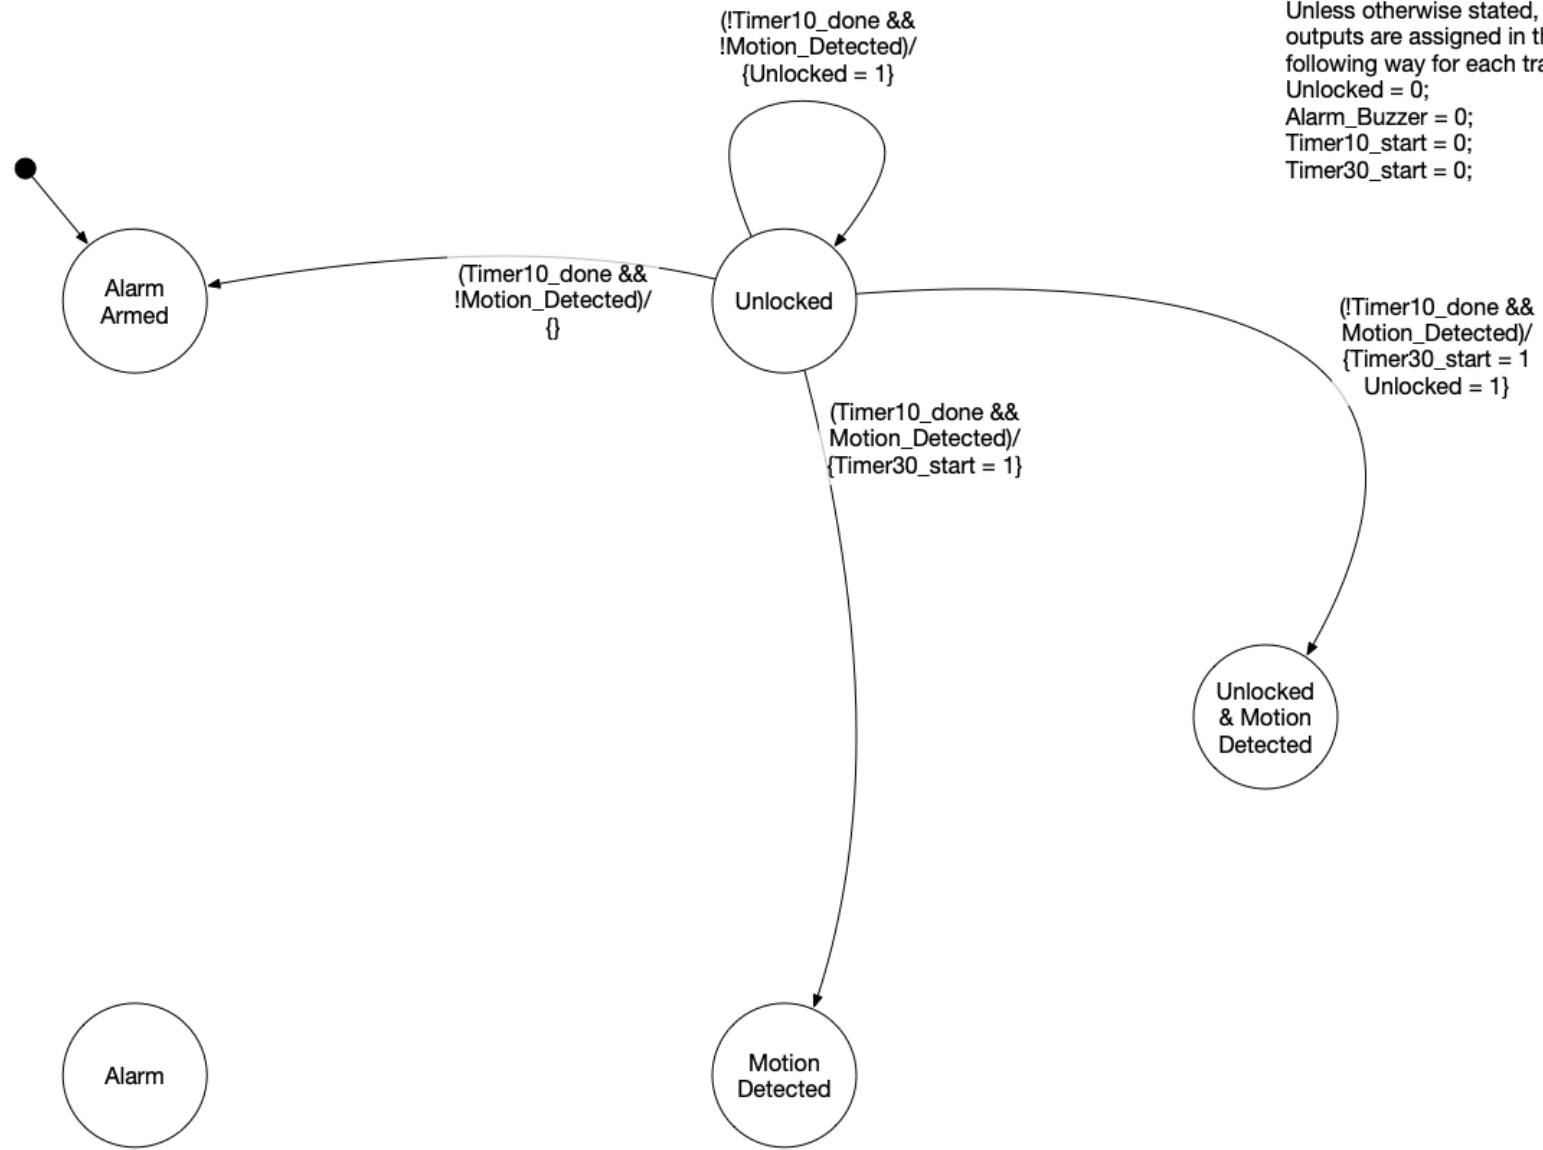 (!Timer10_done &&
!Motion_Detected)/
{Unlocked = 1}
Unless otherwise stated,
outputs are assigned in
following way for each
Unlocked = 0;
Alarm_Buzzer = 0;
Timer10_start = 0;
Timer30_start = 0;
Alarm
Armed
(Timer10_done &&
!Motion_Detected)/
{}
Unlocked
(!Timer10_done &&
Motion_Detected)/
{Timer30_start = 1
Unlocked = 1}
(Timer10_done &&
Motion_Detected)/
{Timer30_start = 1}
Unlocked
& Motion
Detected
Alarm
Motion
Detected